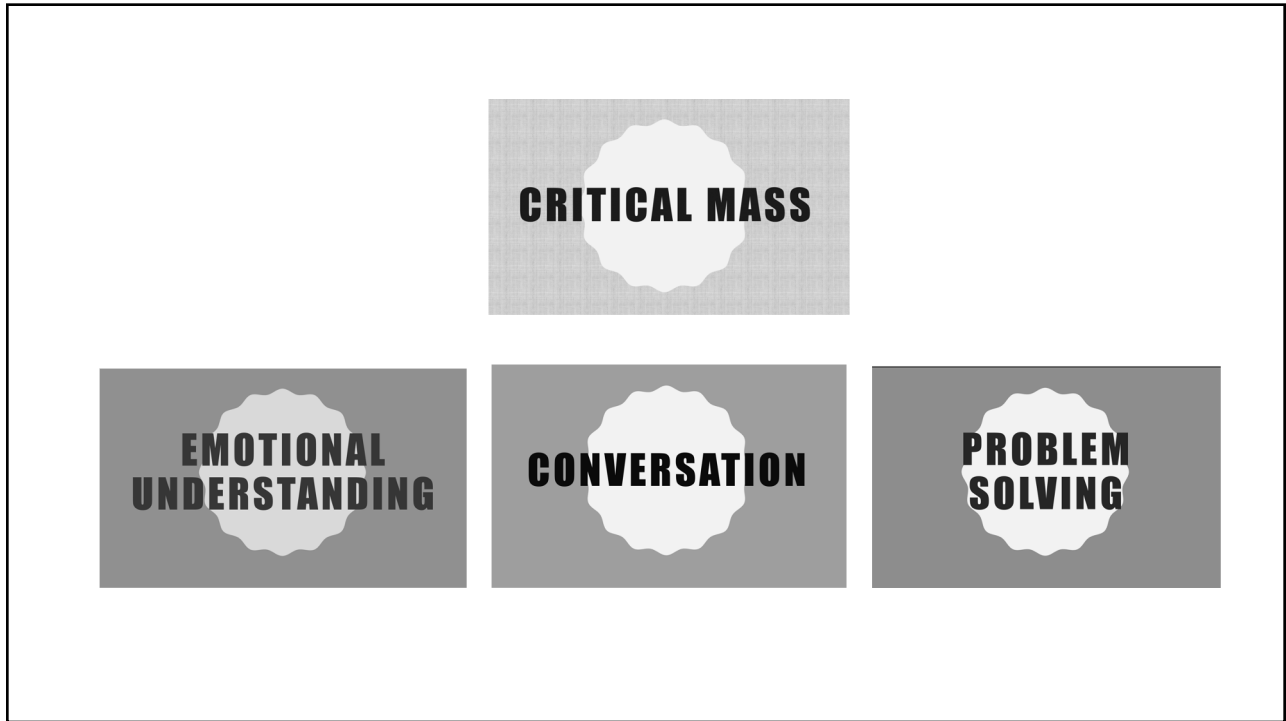 CRITICAL MASS
EMOTIONAL
UNDERSTANDING
CONVERSATION
PROBLEM
SOLVING